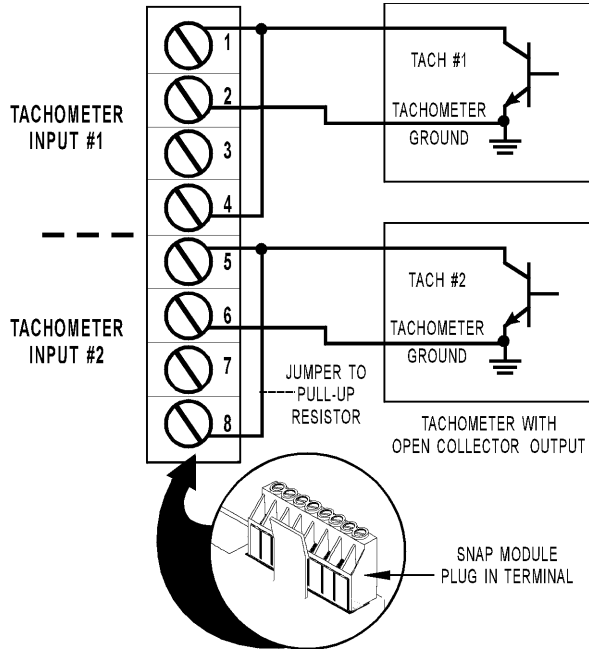 1
2
3
4
5
6
7
8
TACHOMETER
INPUT #1
TACHOMETER
INPUT #2
TACH #1
TACHOMETER
GROUND
TACH #2
TACHOMETER
GROUND
JUMPER TO
PULL-UP
RESISTOR
TACHOMETER WITH
OPEN COLLECTOR OUTPUT
SNAP MODULE
PLUG IN TERMINAL